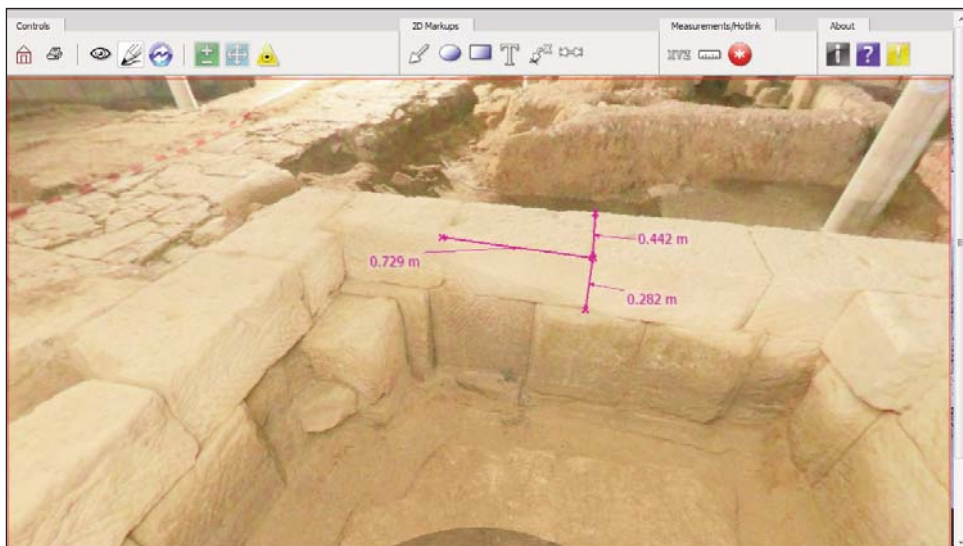 Controls
2D Markups
Measurements/Hotlink
About
T
XYZ
i
?
!
0.442 m
0.729 m
0.282 m